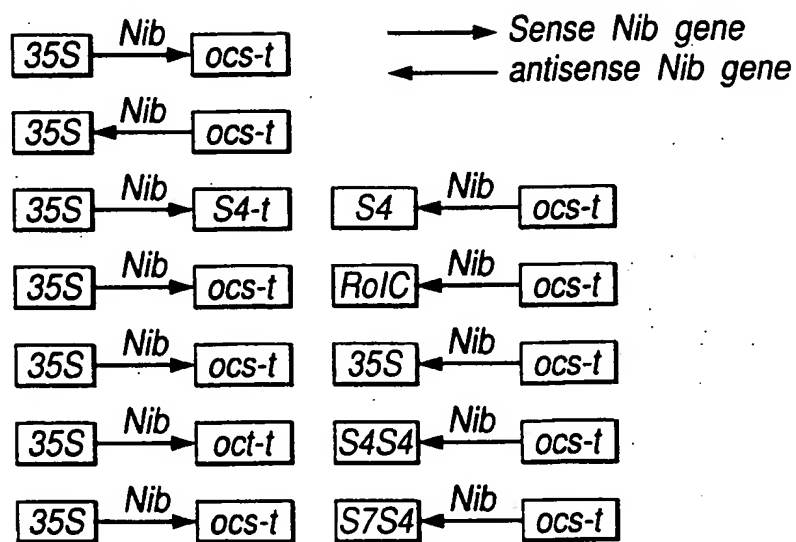 35S Nib ocs-t Sense Nib gene
antisense Nib gene
35S Nib ocs-t
35S Nib S4-t S4 Nib ocs-t
35S Nib ocs-t RolC Nib ocs-t
35S Nib ocs-t 35S Nib ocs-t
35S Nib oct-t S4S4 Nib ocs-t
35S Nib ocs-t S7S4 Nib ocs-t